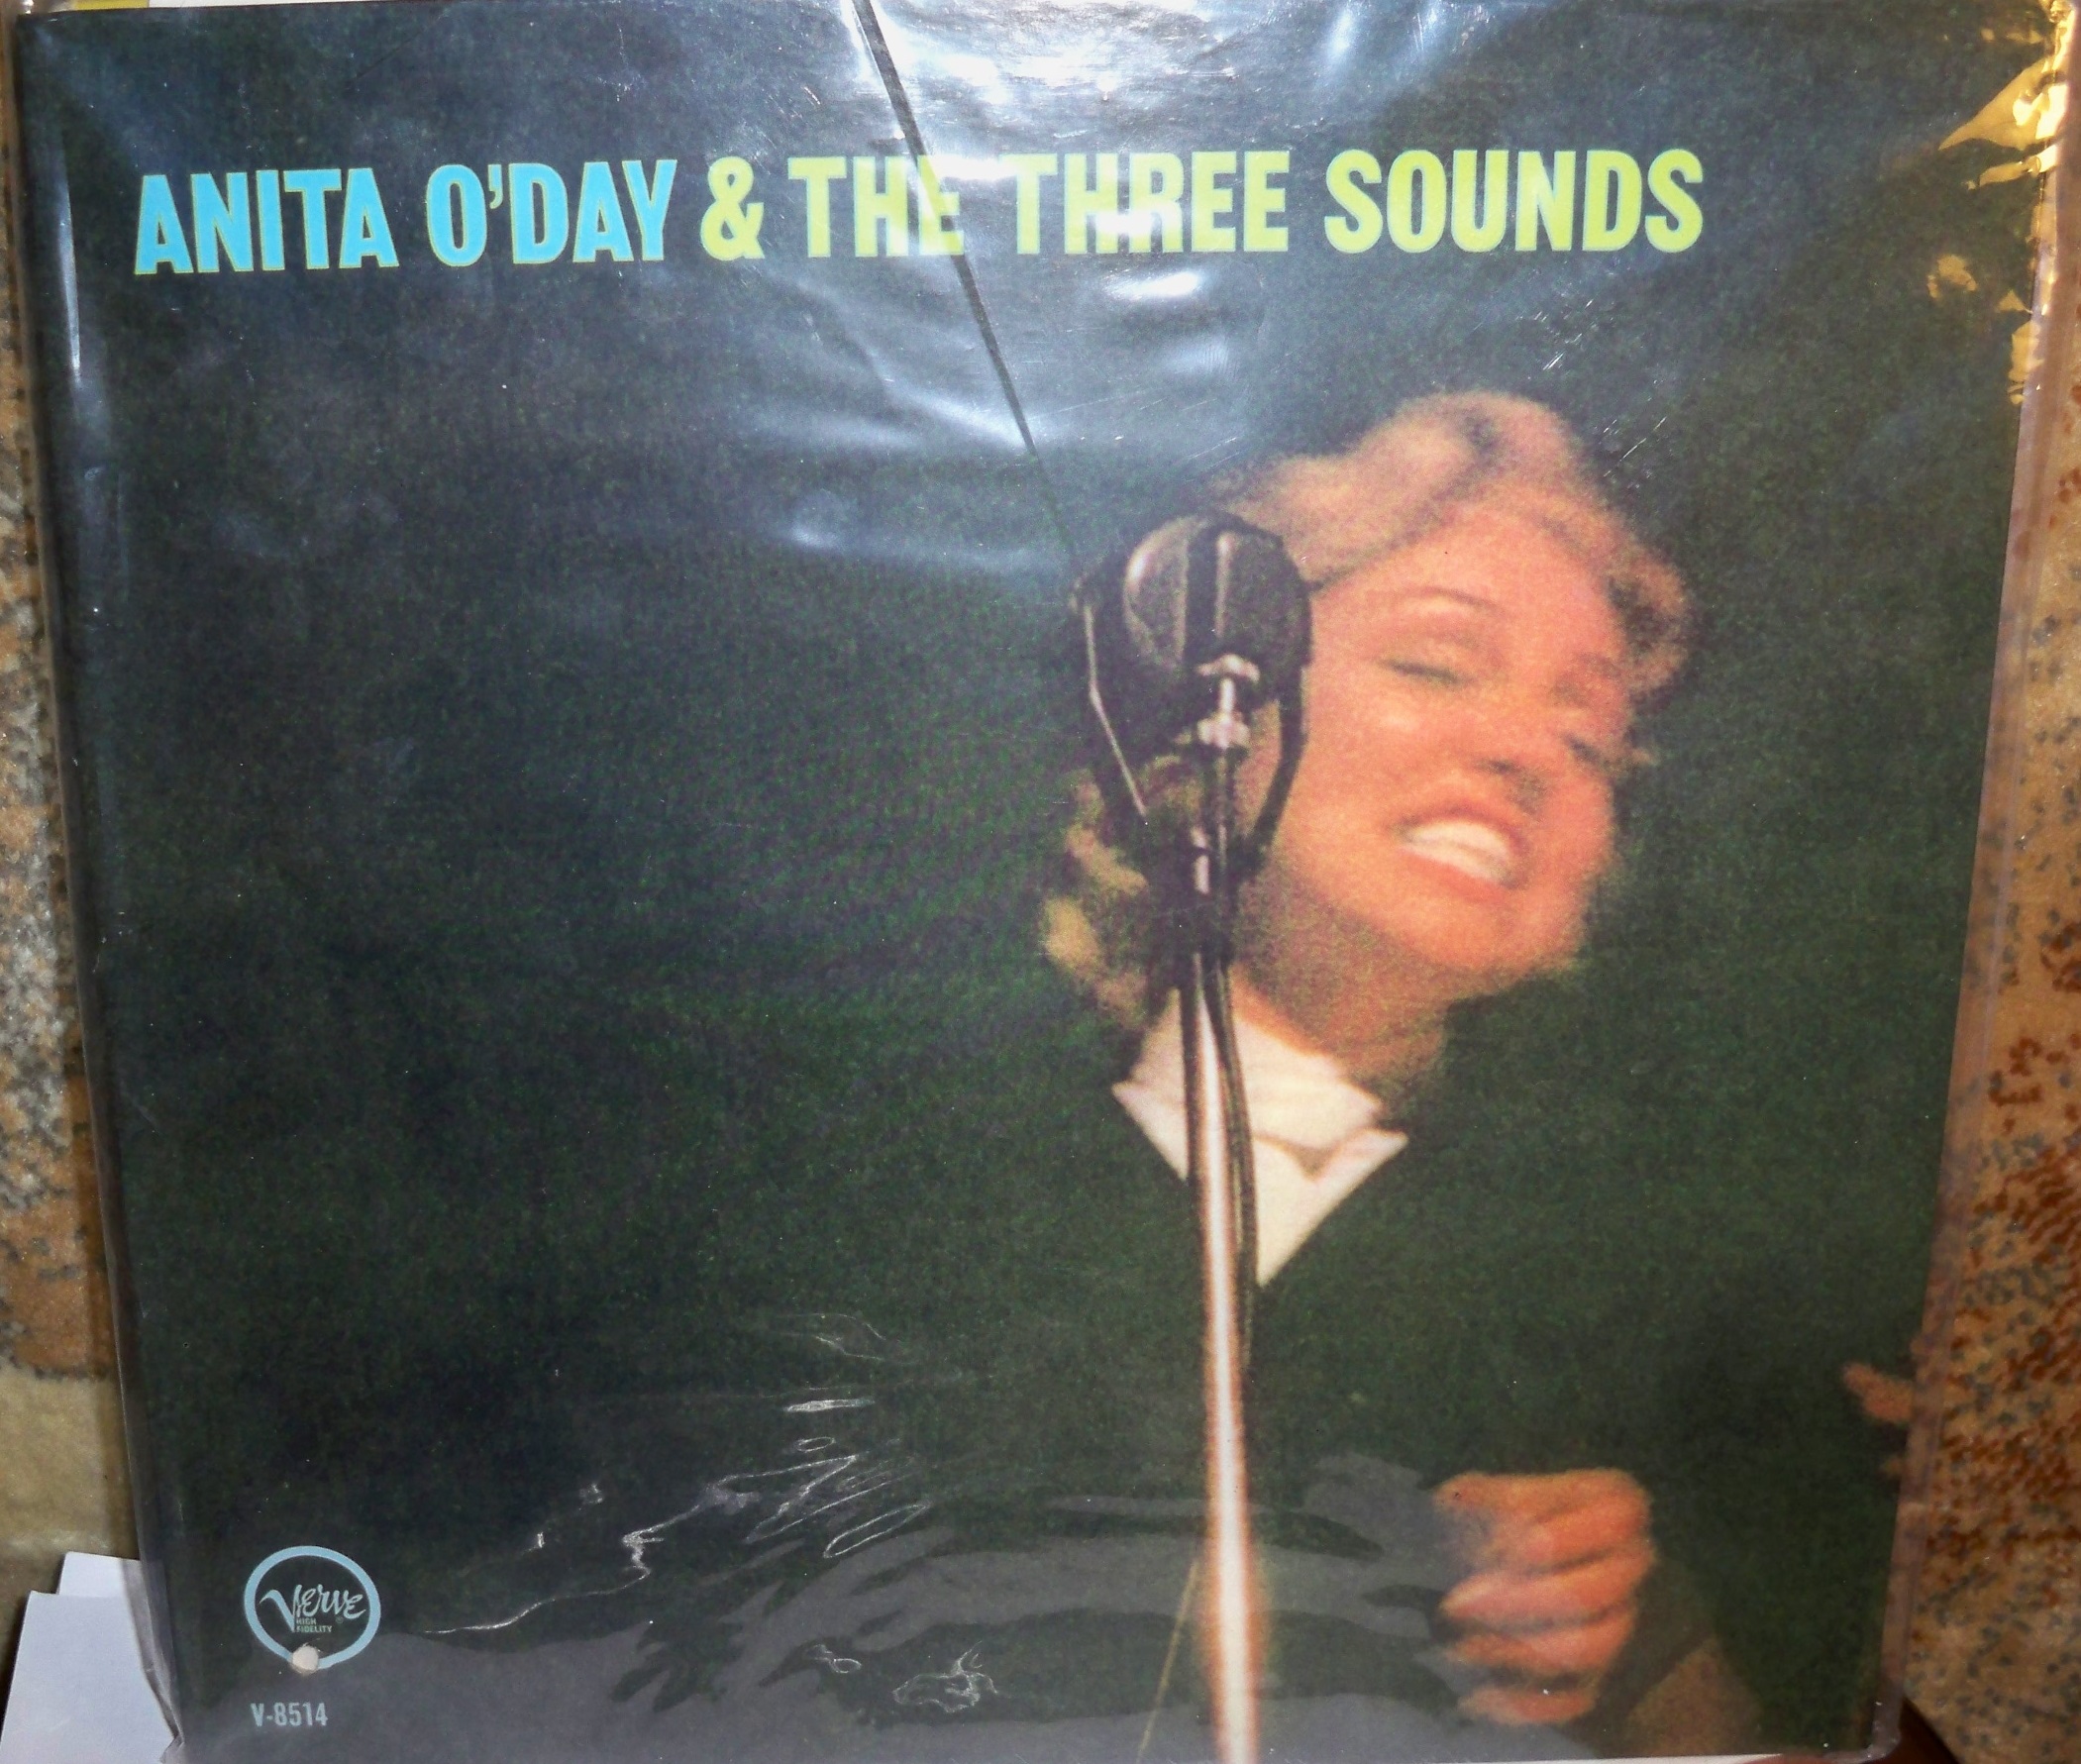 ANITA O'DAY & THE THREE SOUNDS
Verve
HIGH
FIDELITY
V-8514